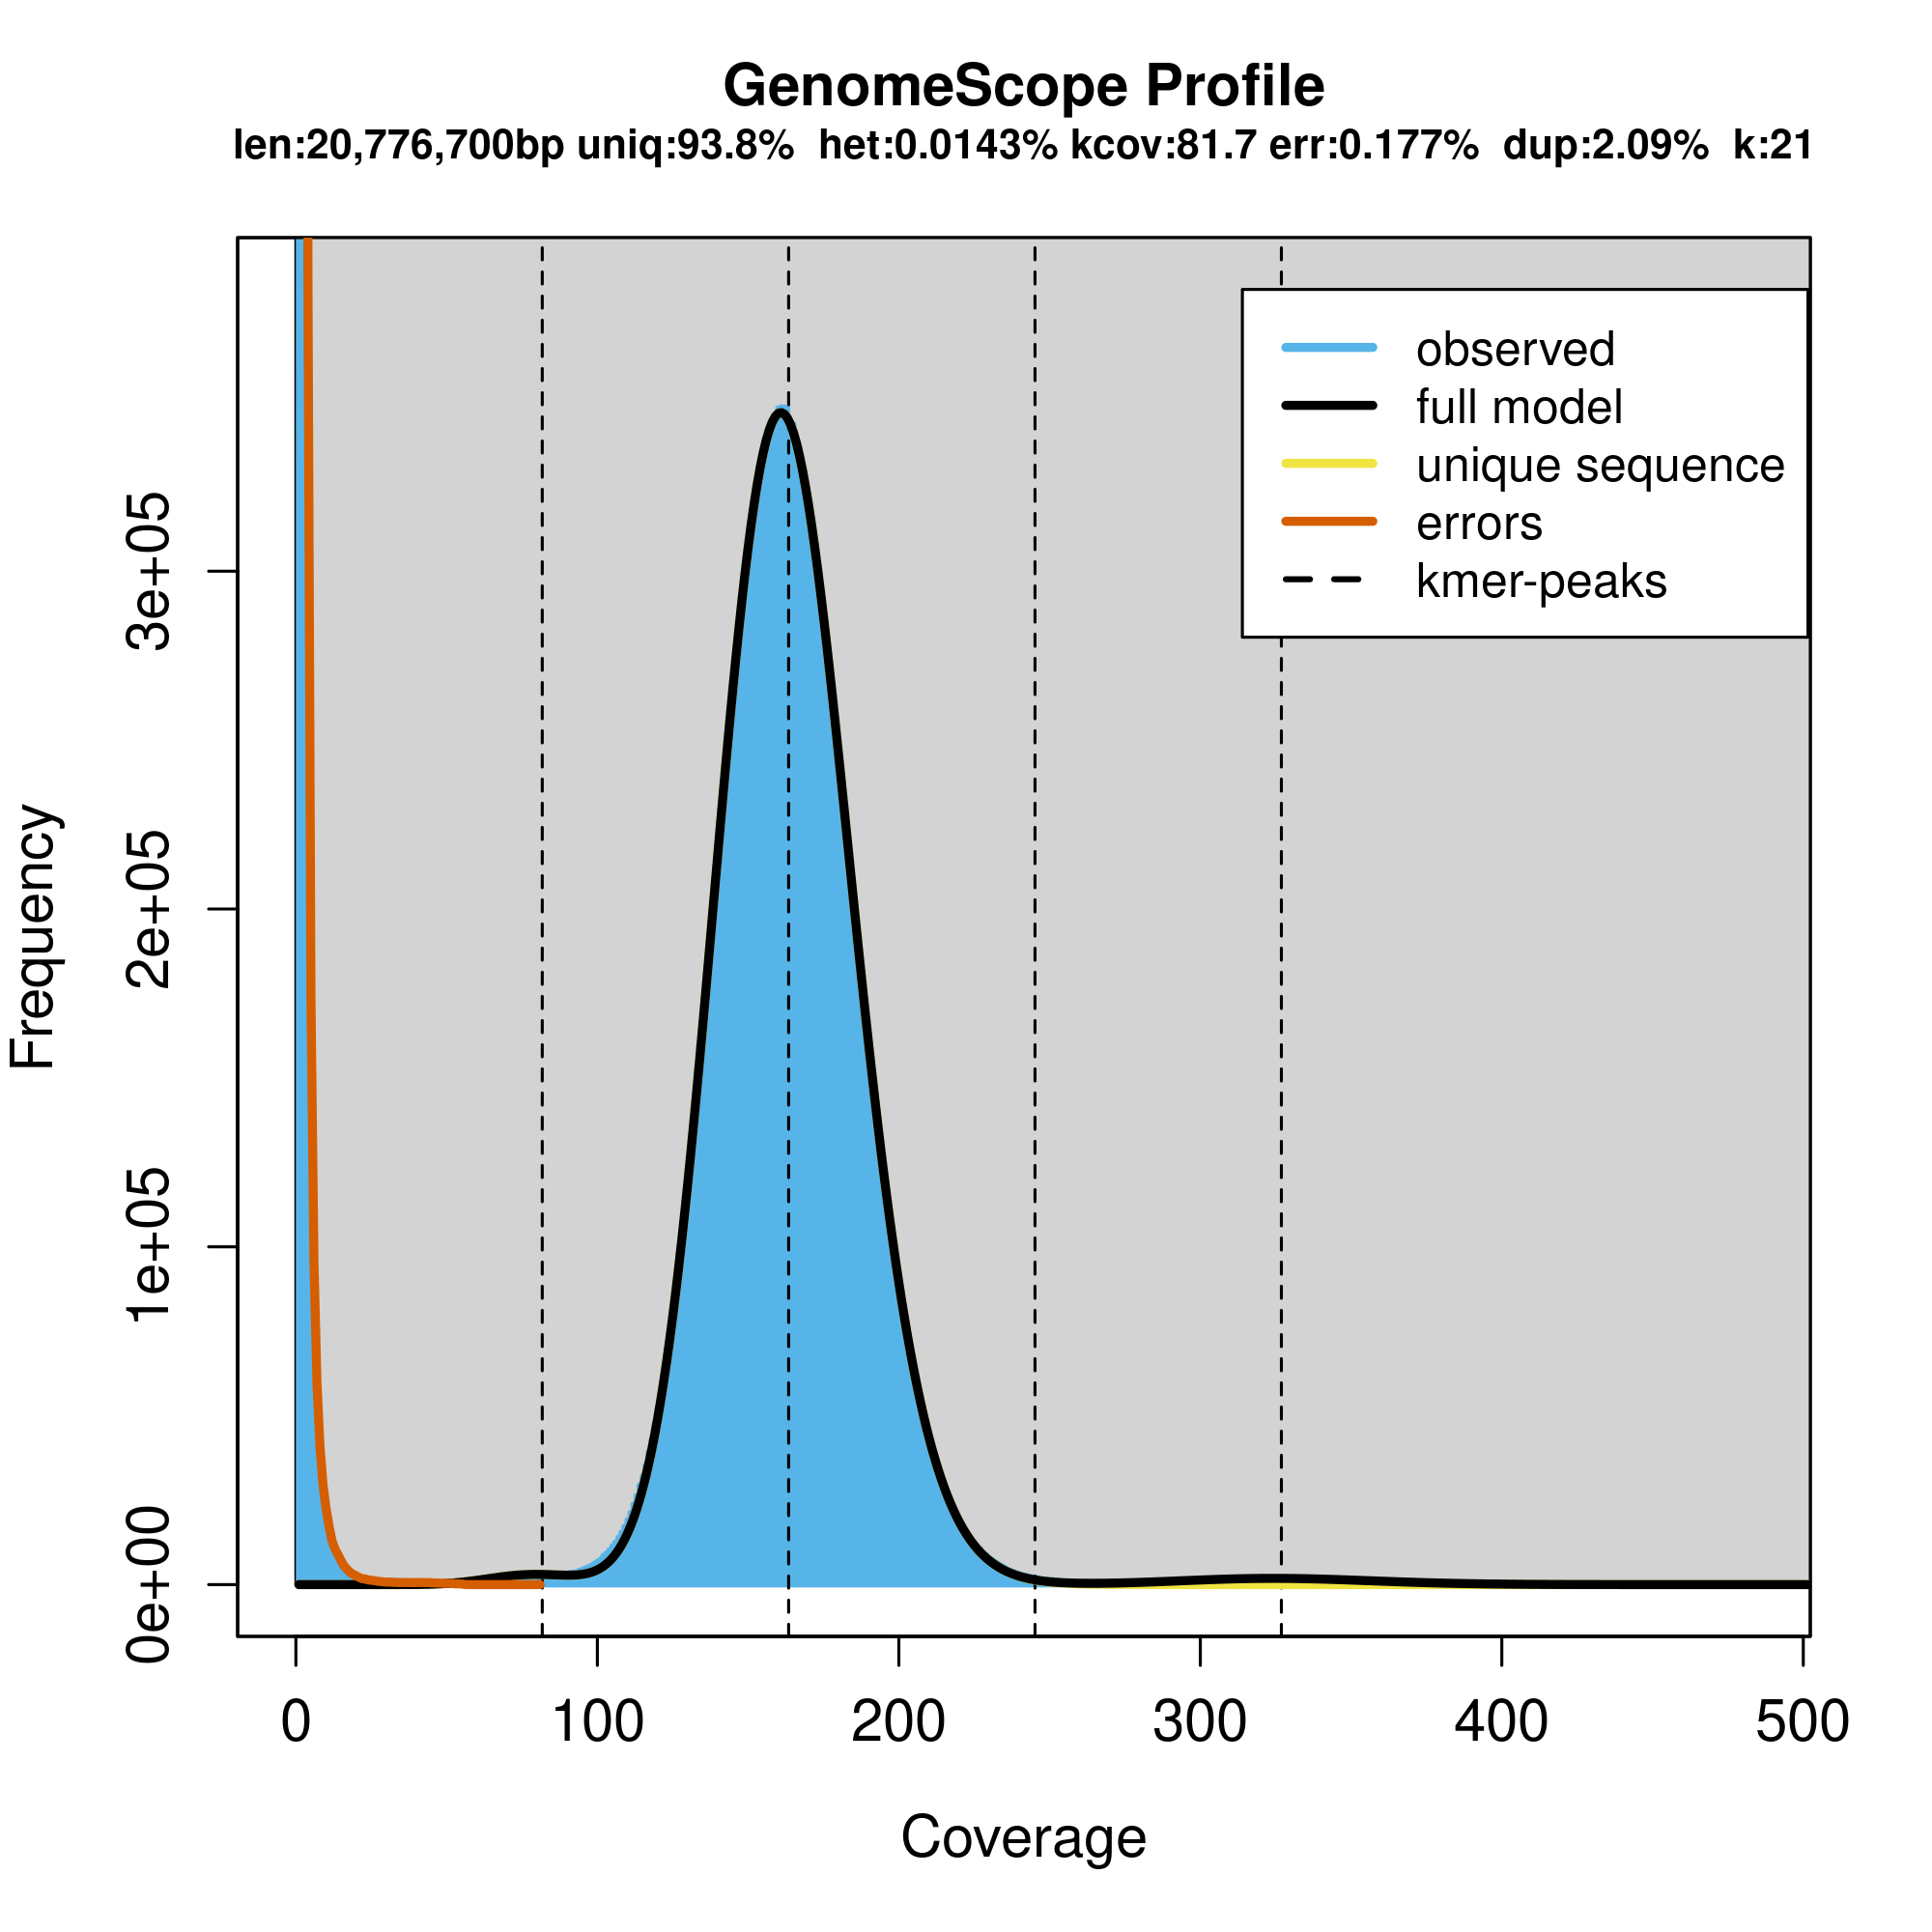 GenomeScope Profile
len:20,776,700bp uniq:93.8% het:0.0143% kcov:81.7 err:0.177% dup:2.09% k:21
observed
full model
unique sequence
errors
kmer-peaks
Frequency
3e+05
2e+05
1e+05
0e+00
0 100 200 300 400 500
Coverage